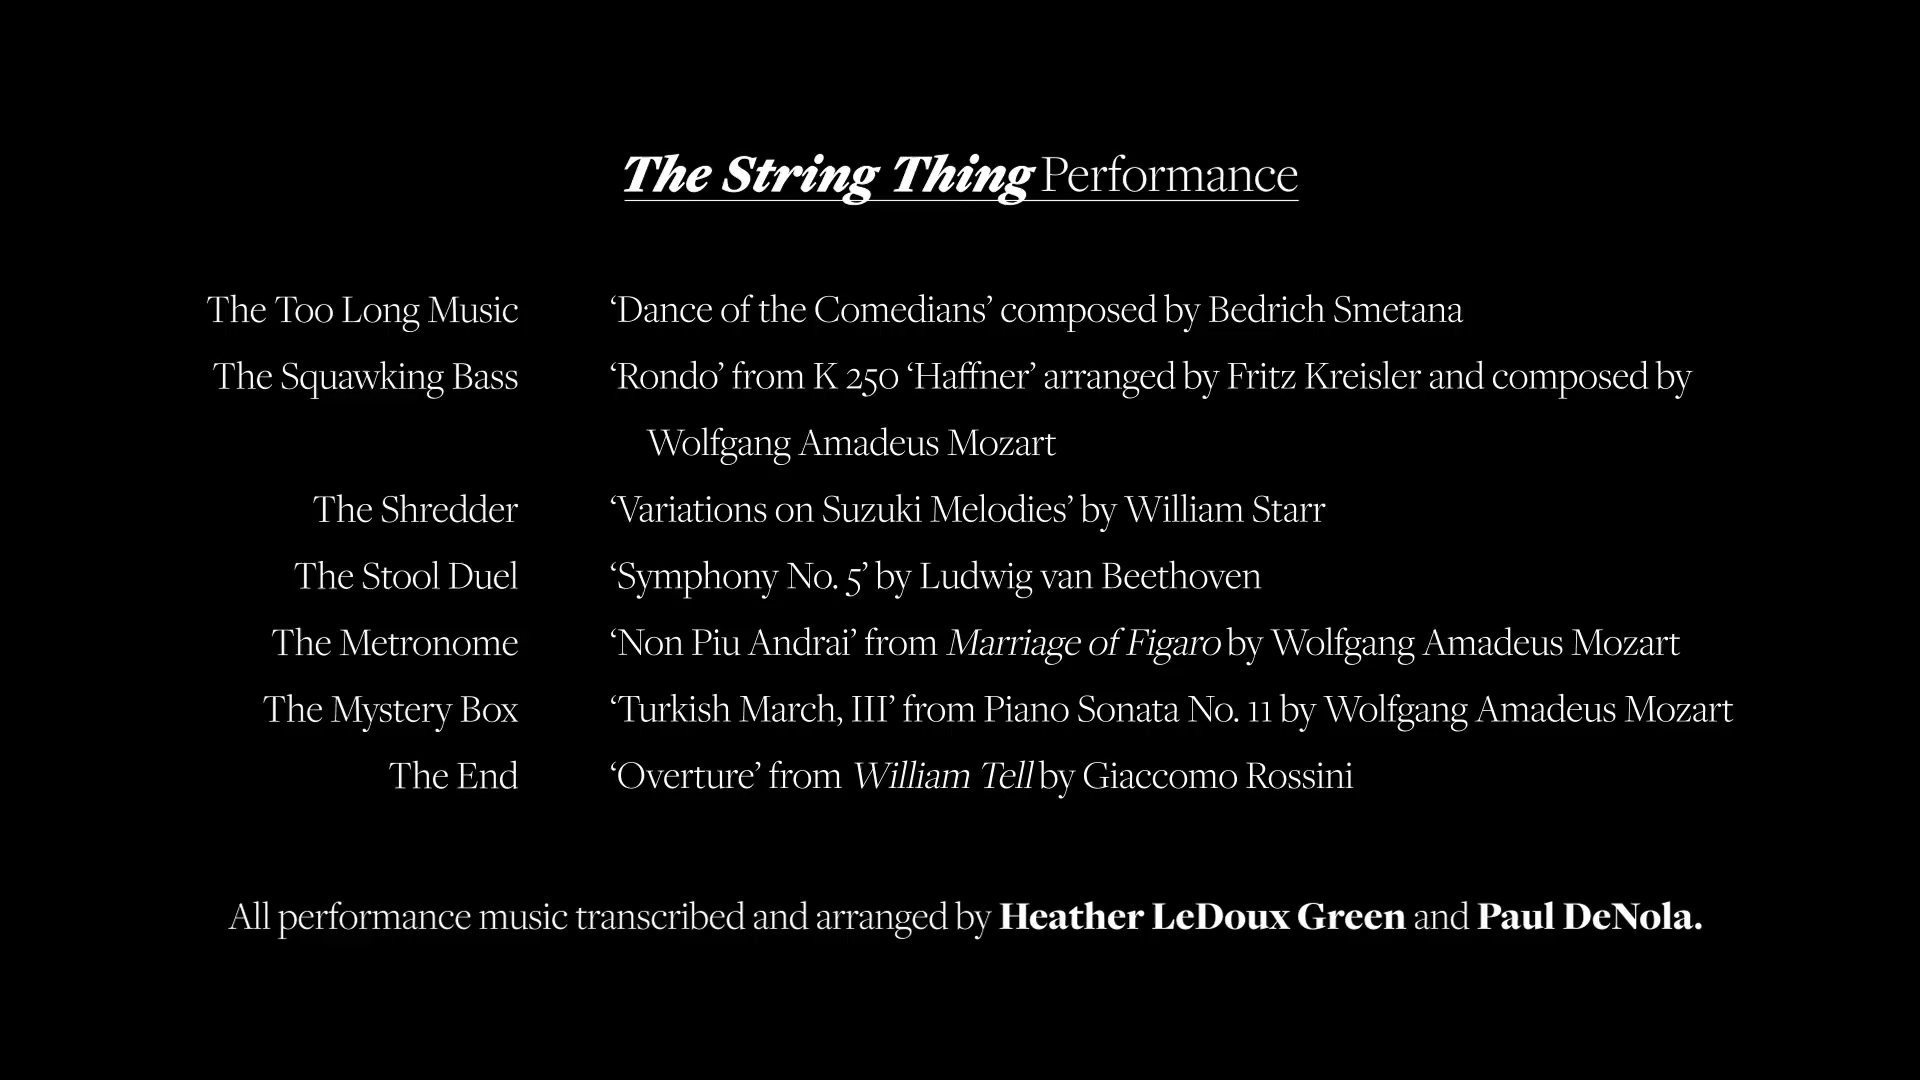 The String Thing Performance
The Too Long Music ‘Dance of the Comedians’ composed by Bedrich Smetana
The Squawking Bass ‘Rondo’ from K 250 ‘Haffner’ arranged by Fritz Kreisler and composed by
Wolfgang Amadeus Mozart
The Shredder ‘Variations on Suzuki Melodies’ by William Starr
The Stool Duel ‘Symphony No. 5’ by Ludwig van Beethoven
The Metronome ‘Non Piu Andrai’ from Marriage of Figaro by Wolfgang Amadeus Mozart
The Mystery Box ‘Turkish March, III’ from Piano Sonata No. 11 by Wolfgang Amadeus Mozart
The End ‘Overture’ from William Tell by Giaccomo Rossini
All performance music transcribed and arranged by Heather LeDoux Green and Paul DeNola.